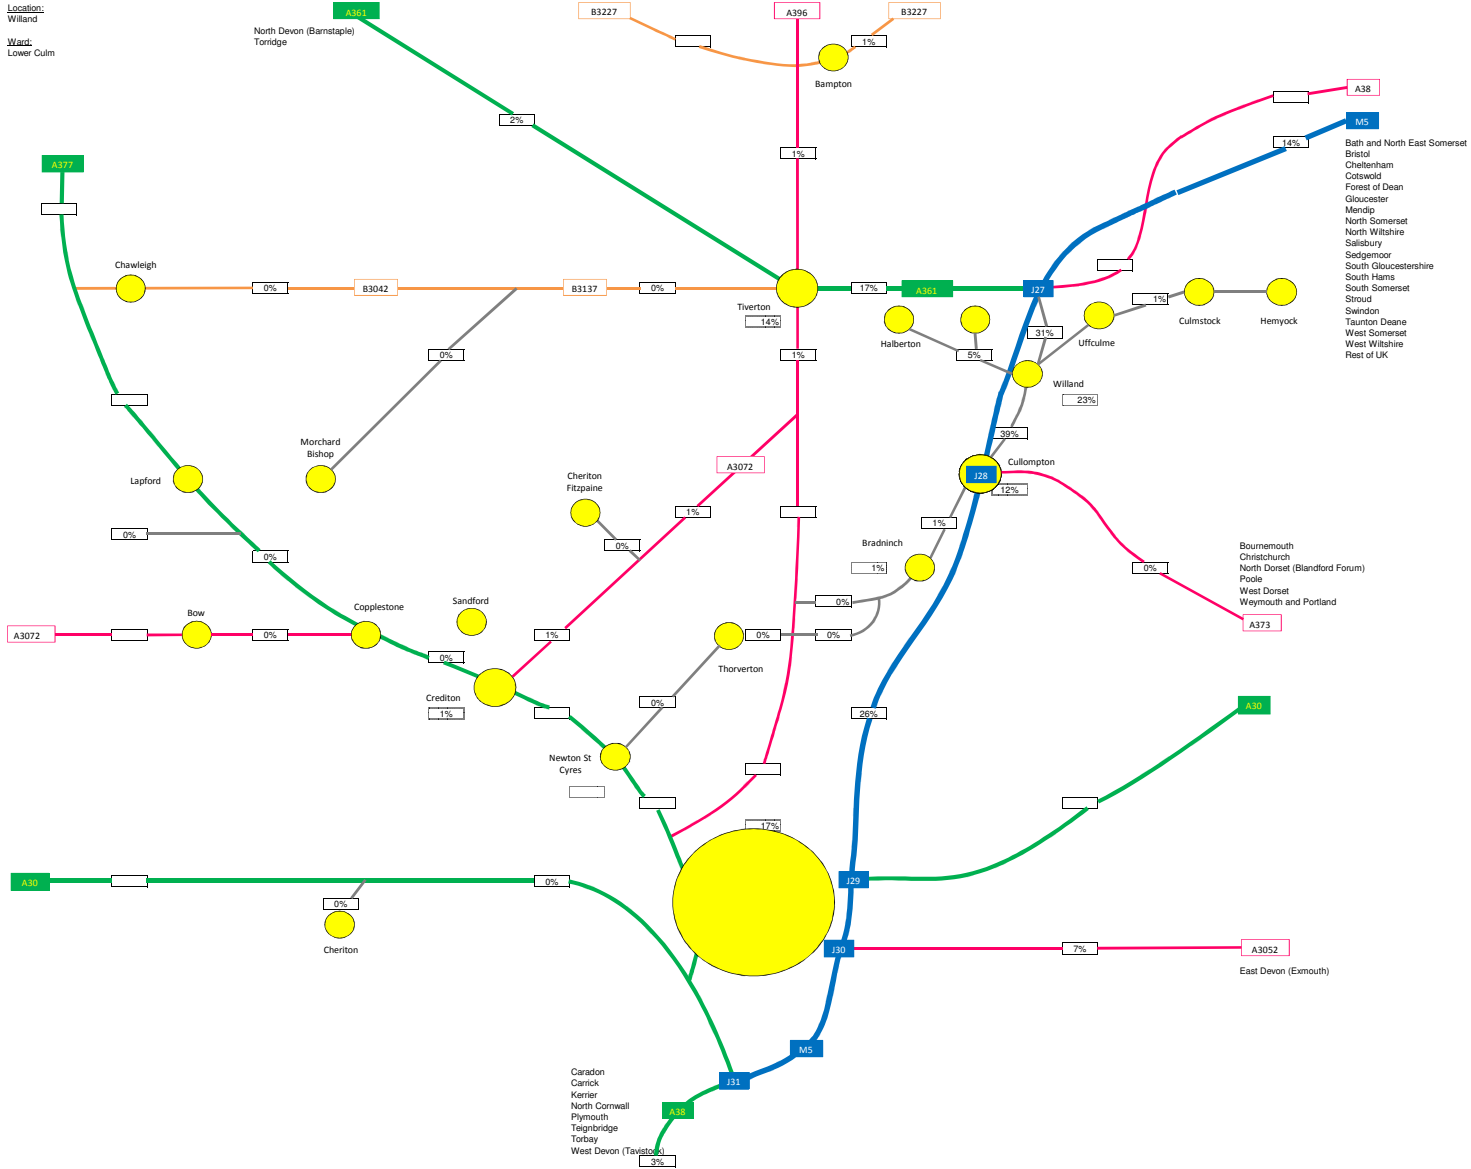 Location:
Willand
Ward:
Lower Culm
A361
North Devon (Barnstaple)
Torridge
B3227
A396
B3227
1%
Bampton
A38
M5
14%
2%
1%
Bath and North East Somerset
Bristol
Cheltenham
Cotswold
Forest of Dean
Gloucester
Mendip
North Somerset
North Wiltshire
Salisbury
Sedgemoor
South Gloucestershire
South Hams
South Somerset
Stroud
Swindon
Taunton Deane
West Somerset
West Wiltshire
Rest of UK
A377
Chawleigh
0%
B3042
B3137
0%
Tiverton
14%
17%
A361
J27
1%
Culmstock
Hemyock
Halberton
5%
31%
Uffculme
Willand
23%
0%
1%
39%
Morchard
Bishop
Lapford
A3072
Cheriton
Fitzpaine
1%
0%
Cullompton
J28
12%
1%
Bradninch
1%
0%
0%
0%
Bournemouth
Christchurch
North Dorset (Blandford Forum)
Poole
West Dorset
Weymouth and Portland
A373
A3072
Bow
0%
Copplestone
Sandford
1%
0%
0%
0%
Thorverton
Crediton
1%
0%
26%
A30
Newton St
Cyres
17%
A30
0%
J29
0%
Cheriton
J30
7%
A3052
East Devon (Exmouth)
M5
J31
Caradon
Carrick
Kerrier
North Cornwall
Plymouth
Teignbridge
Torbay
West Devon (Tavistock)
A38
3%